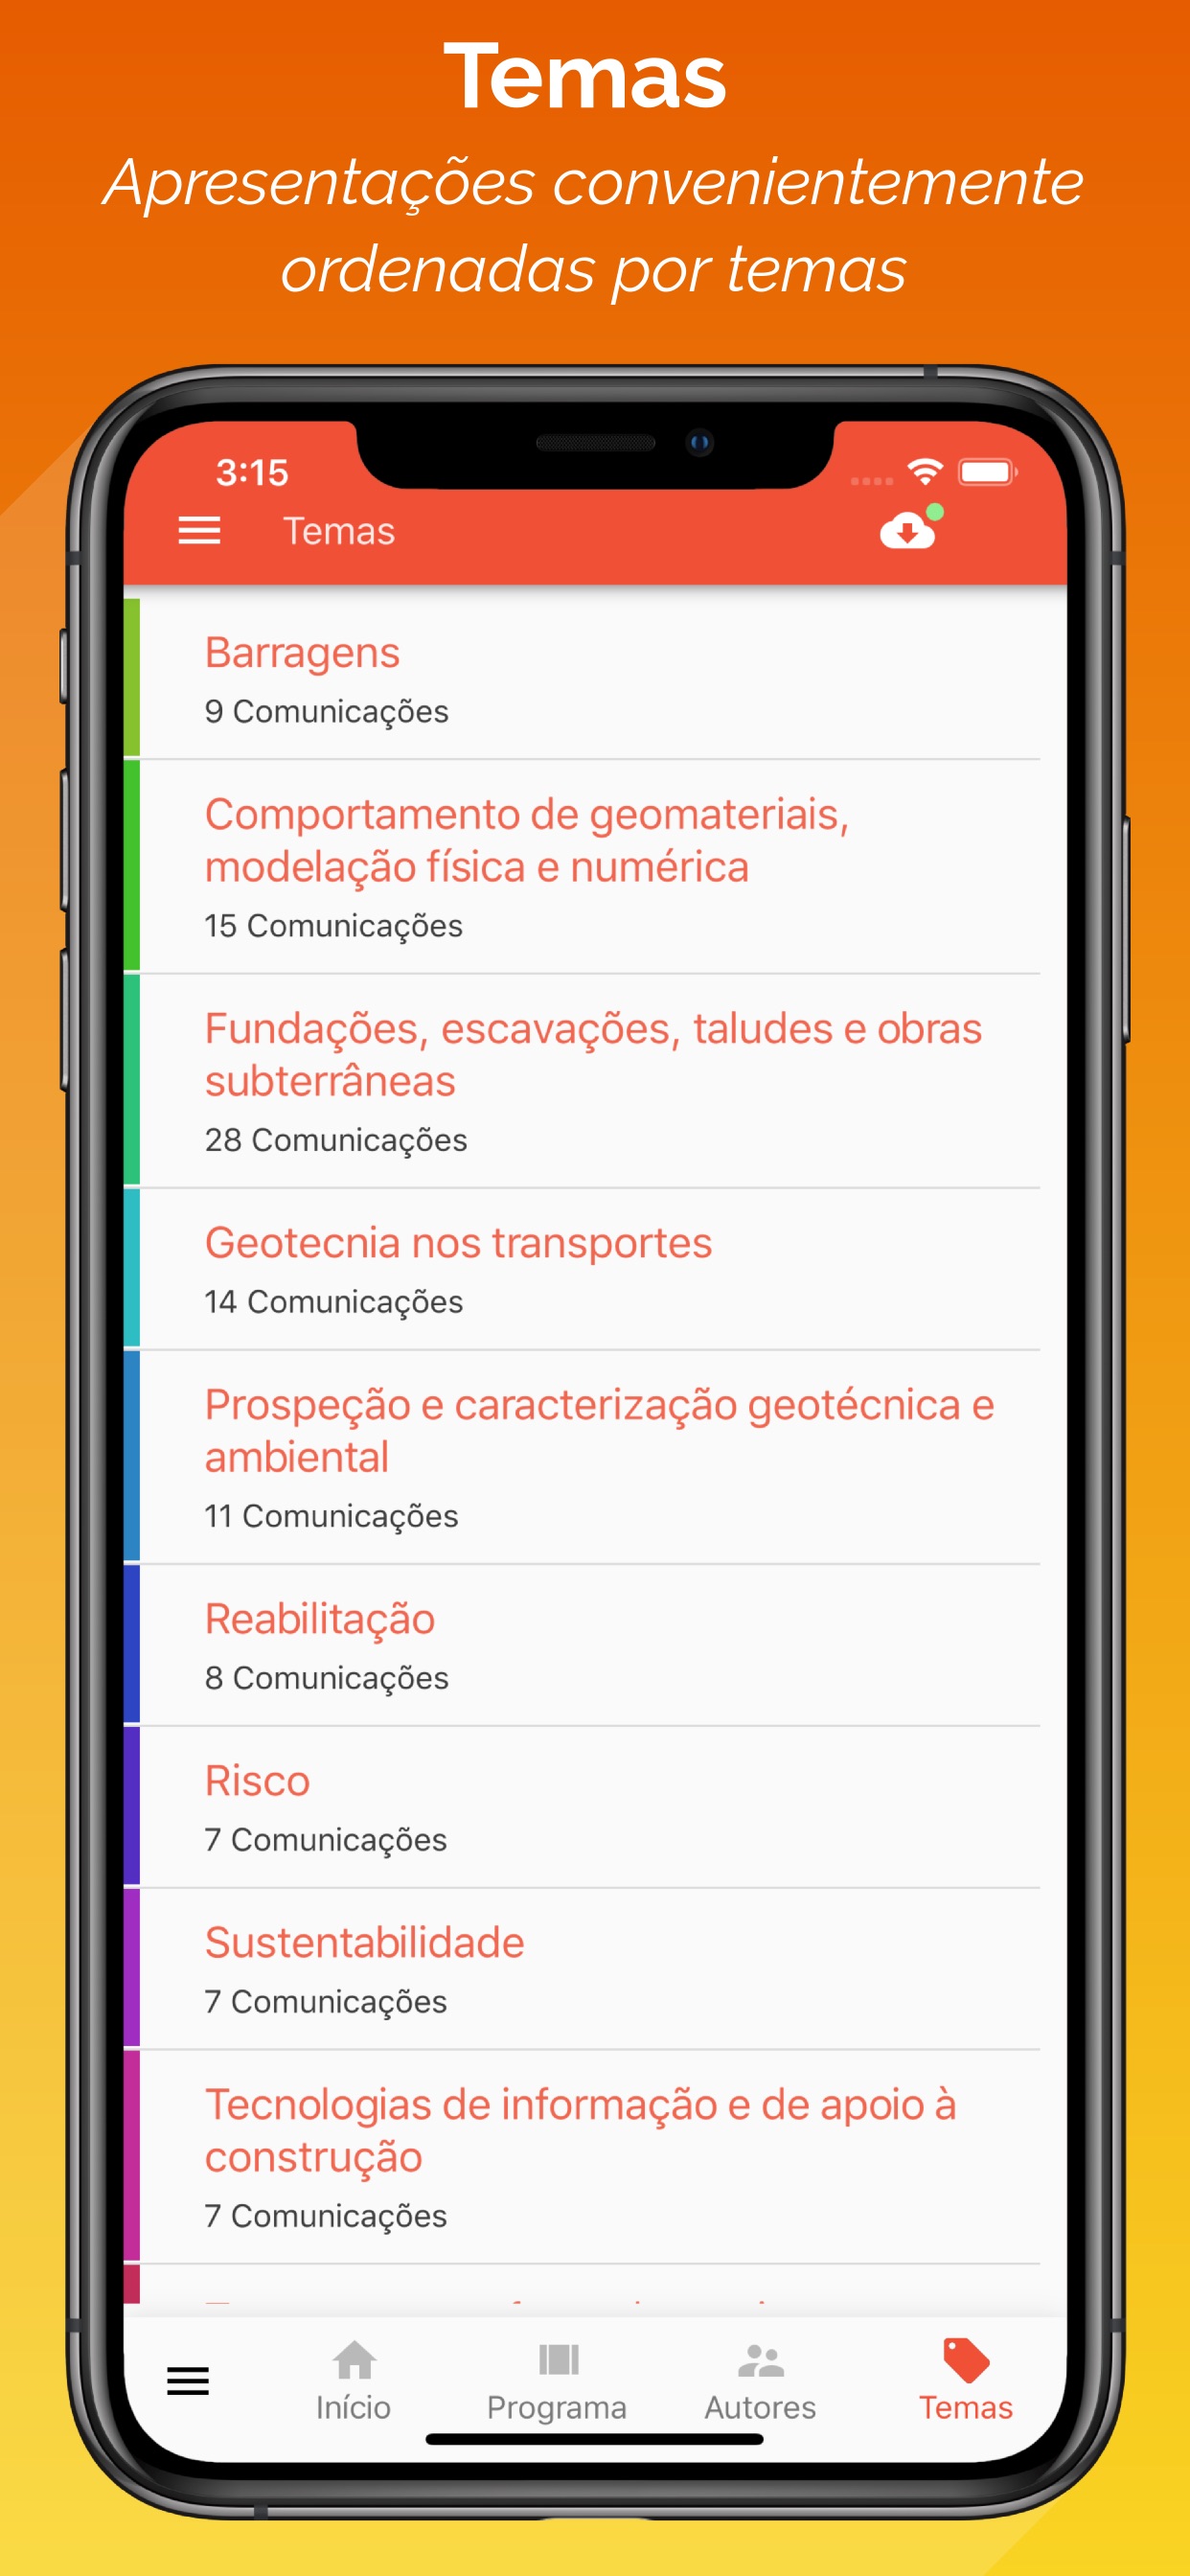 Temas
Apresentações convenientemente
ordenadas por temas
3:15
Temas
Barragens
9 Comunicações
Comportamento de geomateriais,
modelação física e numérica
15 Comunicações
Fundações, escavações, taludes e obras
subterrâneas
28 Comunicações
Geotecnia nos transportes
14 Comunicações
Prospeção e caracterização geotécnica e
ambiental
11 Comunicações
Reabilitação
8 Comunicações
Risco
7 Comunicações
Sustentabilidade
7 Comunicações
Tecnologias de informação e de apoio à
construção
7 Comunicações
Início
Programa
Autores
Temas